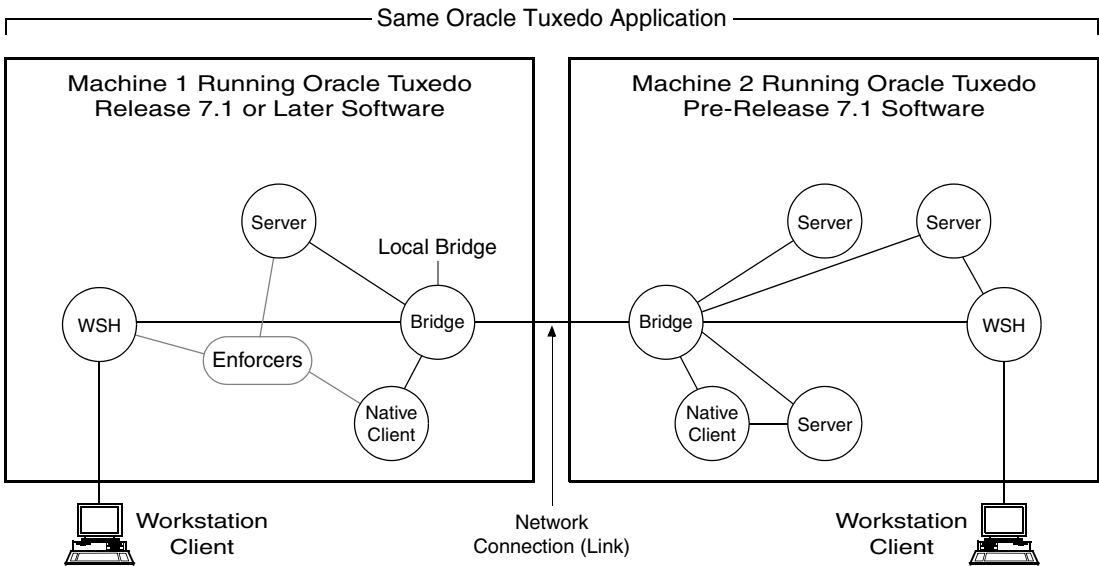 Same Oracle Tuxedo Application
Machine 1 Running Oracle Tuxedo
Release 7.1 or Later Software
Server
Local Bridge
WSH
Bridge
Enforcers
Native
Client
Workstation
Client
Network
Connection (Link)
Machine 2 Running Oracle Tuxedo
Pre-Release 7.1 Software
Server
Server
Bridge
WSH
Native
Client
Server
Workstation
Client